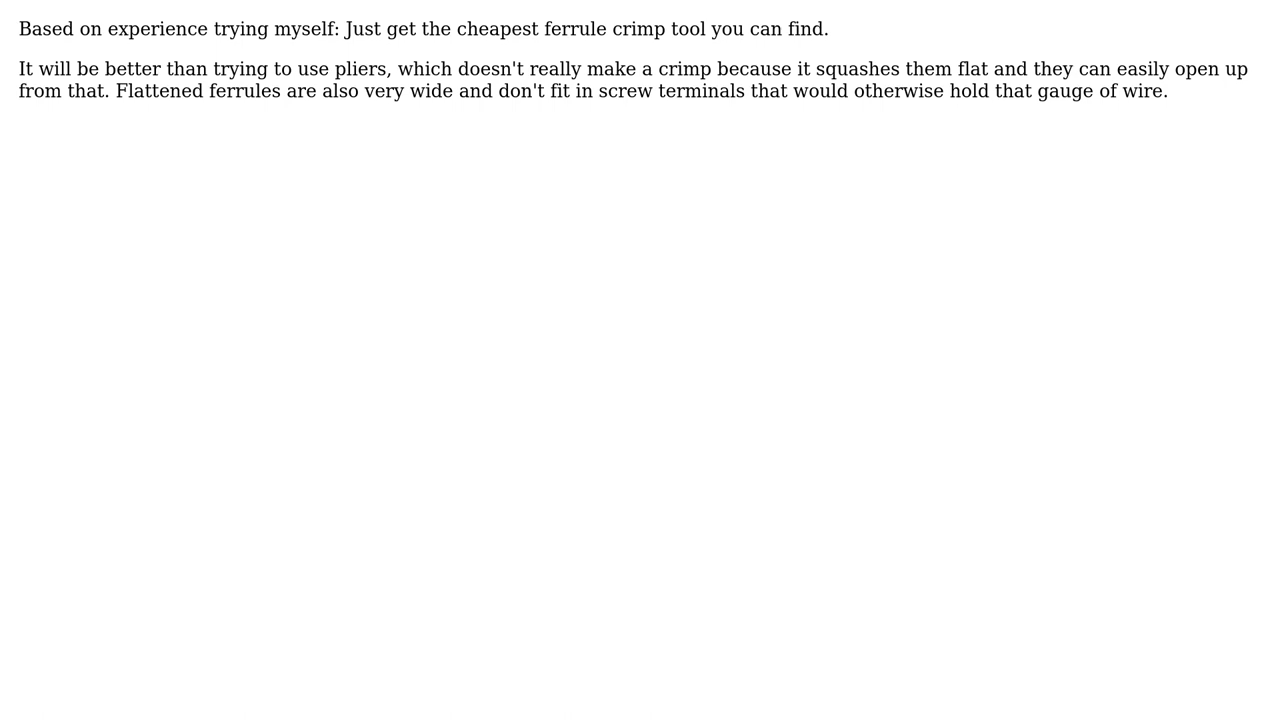 Based on experience trying myself: Just get the cheapest ferrule crimp tool you can find.
It will be better than trying to use pliers, which doesn't really make a crimp because it squashes them flat and they can easily open up
from that. Flattened ferrules are also very wide and don't fit in screw terminals that would otherwise hold that gauge of wire.